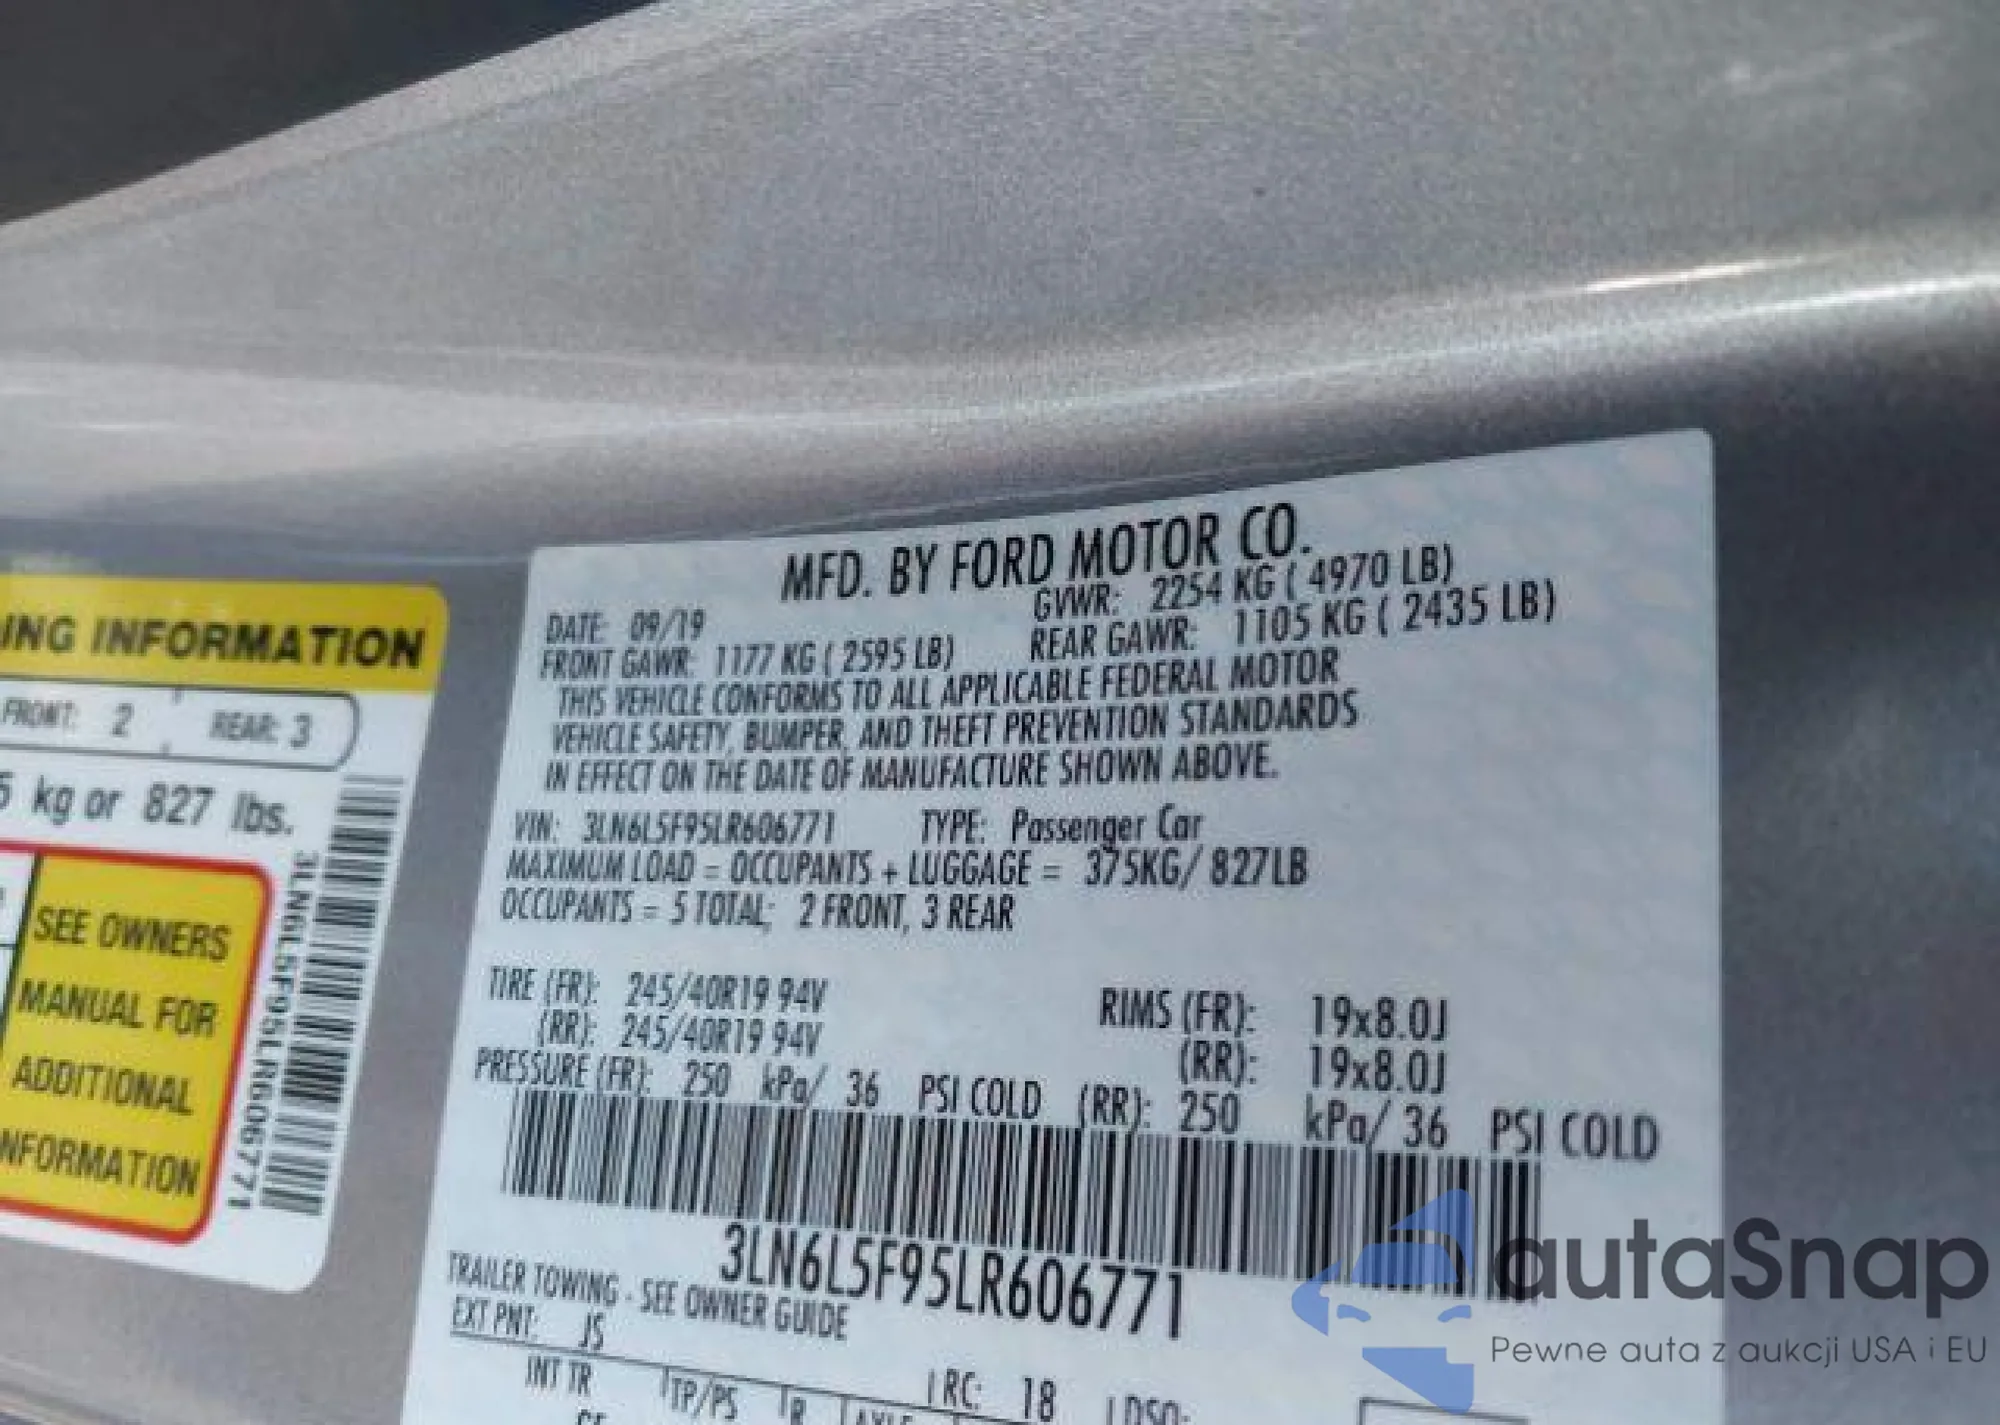 ING INFORMATION
FRONT: 2 REAR: 3
5 kg or 827 lbs.
SEE OWNERS
MANUAL FOR
ADDITIONAL
NFORMATION
3LN6L5F95LR606771
MFD. BY FORD MOTOR CO.
DATE: 09/19 GVWR: 2254 KG ( 4970 LB)
FRONT GAWR: 1177 KG ( 2595 LB) REAR GAWR: 1105 KG ( 2435 LB)
THIS VEHICLE CONFORMS TO ALL APPLICABLE FEDERAL MOTOR
VEHICLE SAFETY, BUMPER, AND THEFT PREVENTION STANDARDS
IN EFFECT ON THE DATE OF MANUFACTURE SHOWN ABOVE.
VIN: 3LN6L5F95LR606771 TYPE: Passenger Car
MAXIMUM LOAD = OCCUPANTS + LUGGAGE = 375KG/ 827LB
OCCUPANTS = 5 TOTAL; 2 FRONT, 3 REAR
TIRE (FR): 245/40R19 94V RIMS (FR): 19x8.0J
(RR): 245/40R19 94V (RR): 19x8.0J
PRESSURE (FR): 250 kPa/ 36 PSI COLD (RR): 250 kPa/ 36 PSI COLD
3LN6L5F95LR606771
TRAILER TOWING - SEE OWNER GUIDE
EXT PNT: JS RC: 18 DSO:
INT TR TP/PS R AXLE
autaSnap
Pewne auta z aukcji USA i EU